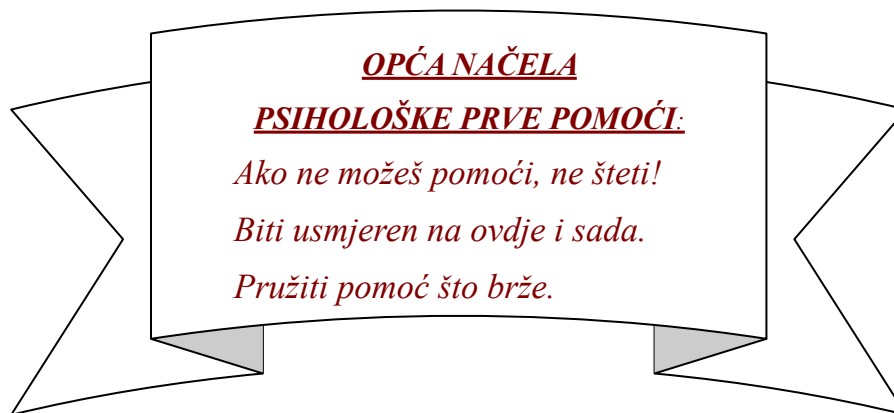 OPĆA NAČELA
PSIHOLOŠKE PRVE POMOĆI:
Ako ne možeš pomoći, ne šteti!
Biti usmjeren na ovdje i sada.
Pružiti pomoć što brže.